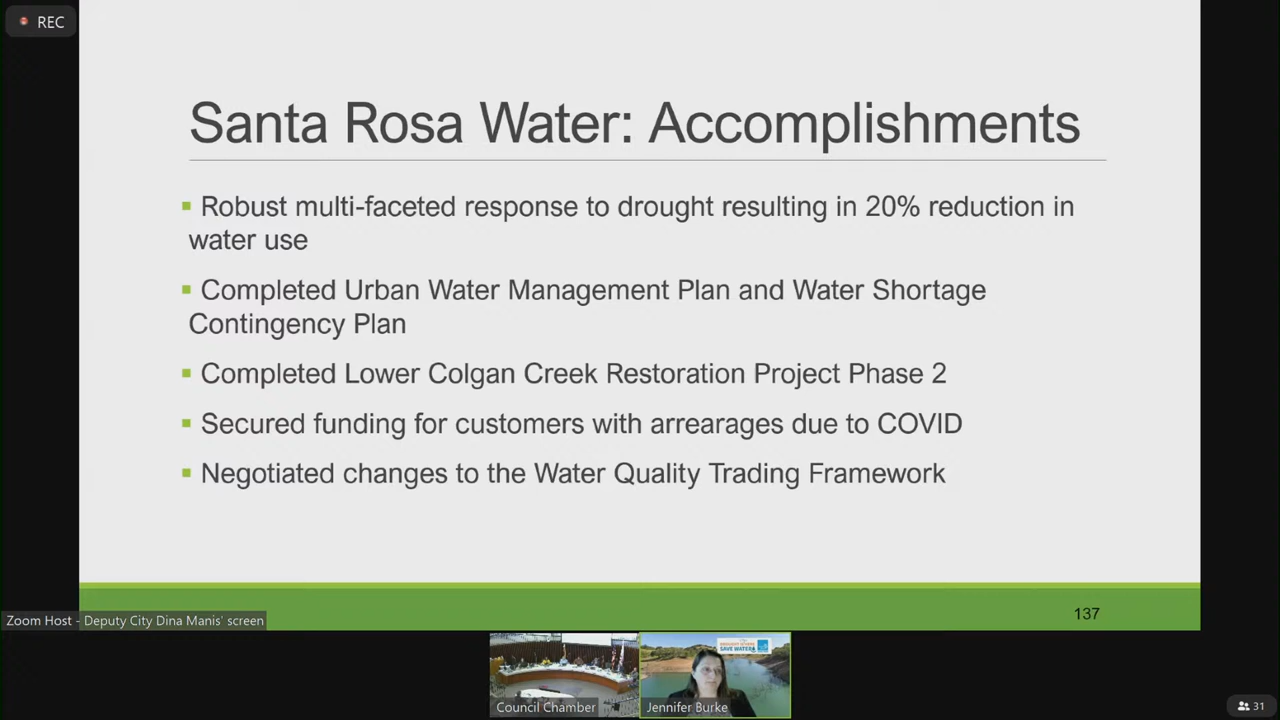 REC
Santa Rosa Water: Accomplishments
▪ Robust multi-faceted response to drought resulting in 20% reduction in
water use
▪ Completed Urban Water Management Plan and Water Shortage
Contingency Plan
▪ Completed Lower Colgan Creek Restoration Project Phase 2
▪ Secured funding for customers with arrearages due to COVID
▪ Negotiated changes to the Water Quality Trading Framework
137
Zoom Host - Deputy City Dina Manis' screen
SAVE WATER
Council Chamber
Jennifer Burke
31